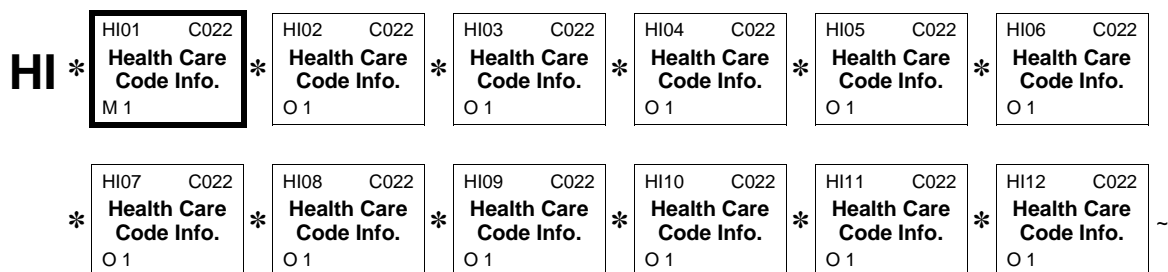 HI * HI01 C022 * HI02 C022 * HI03 C022 * HI04 C022 * HI05 C022 * HI06 C022
Health Care Health Care Health Care Health Care Health Care Health Care
Code Info. Code Info. Code Info. Code Info. Code Info. Code Info.
M 1 O 1 O 1 O 1 O 1 O 1
* HI07 C022 * HI08 C022 * HI09 C022 * HI10 C022 * HI11 C022 * HI12 C022 ~
Health Care Health Care Health Care Health Care Health Care Health Care
Code Info. Code Info. Code Info. Code Info. Code Info. Code Info.
O 1 O 1 O 1 O 1 O 1 O 1